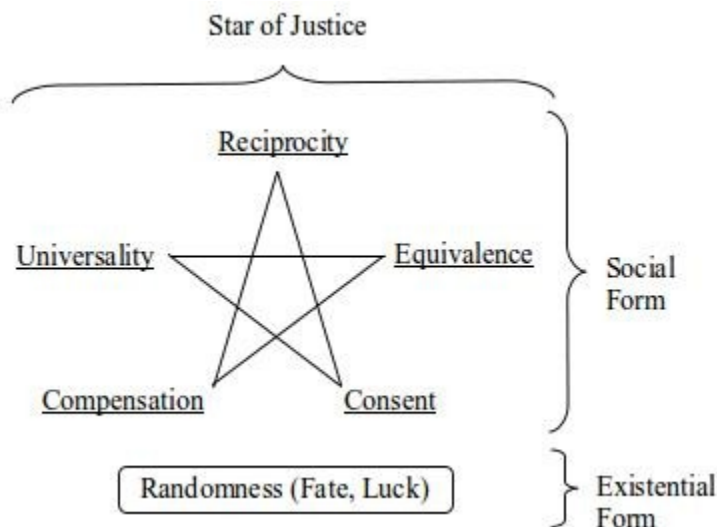 Star of Justice
Reciprocity
Universality
Equivalence
Social
Form
Compensation
Consent
Randomness (Fate, Luck)
Existential
Form